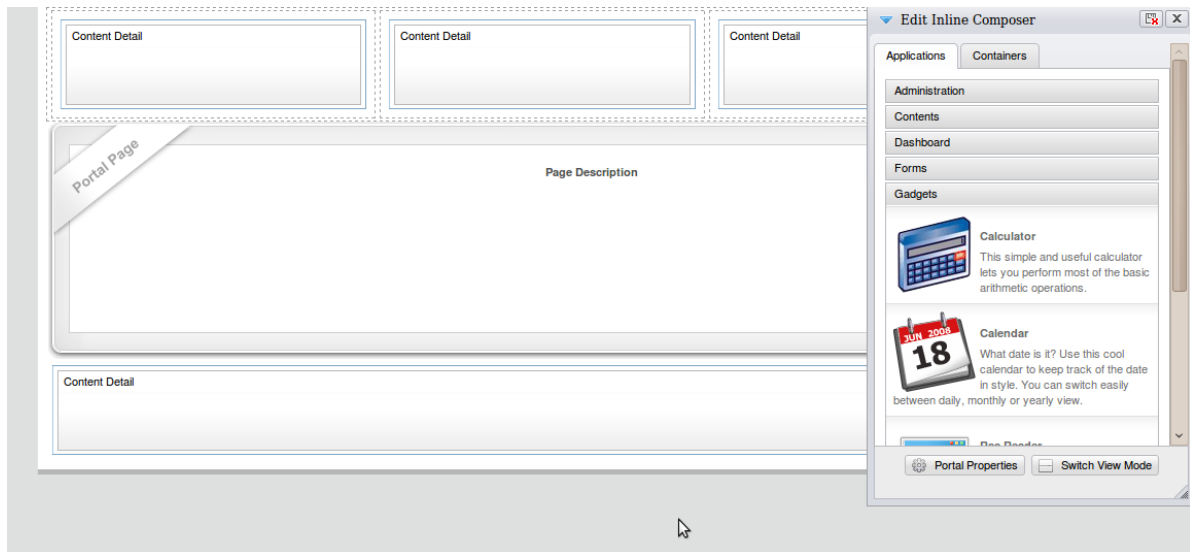 Content Detail
Content Detail
Content Detail
Portal Page
Page Description
Content Detail
Edit Inline Composer
Applications
Containers
Administration
Contents
Dashboard
Forms
Gadgets
Calculator
This simple and useful calculator
lets you perform most of the basic
arithmetic operations.
JUN 2008
18
Calendar
What date is it? Use this cool
calendar to keep track of the date
in style. You can switch easily
between daily, monthly or yearly view.
Portal Properties
Switch View Mode